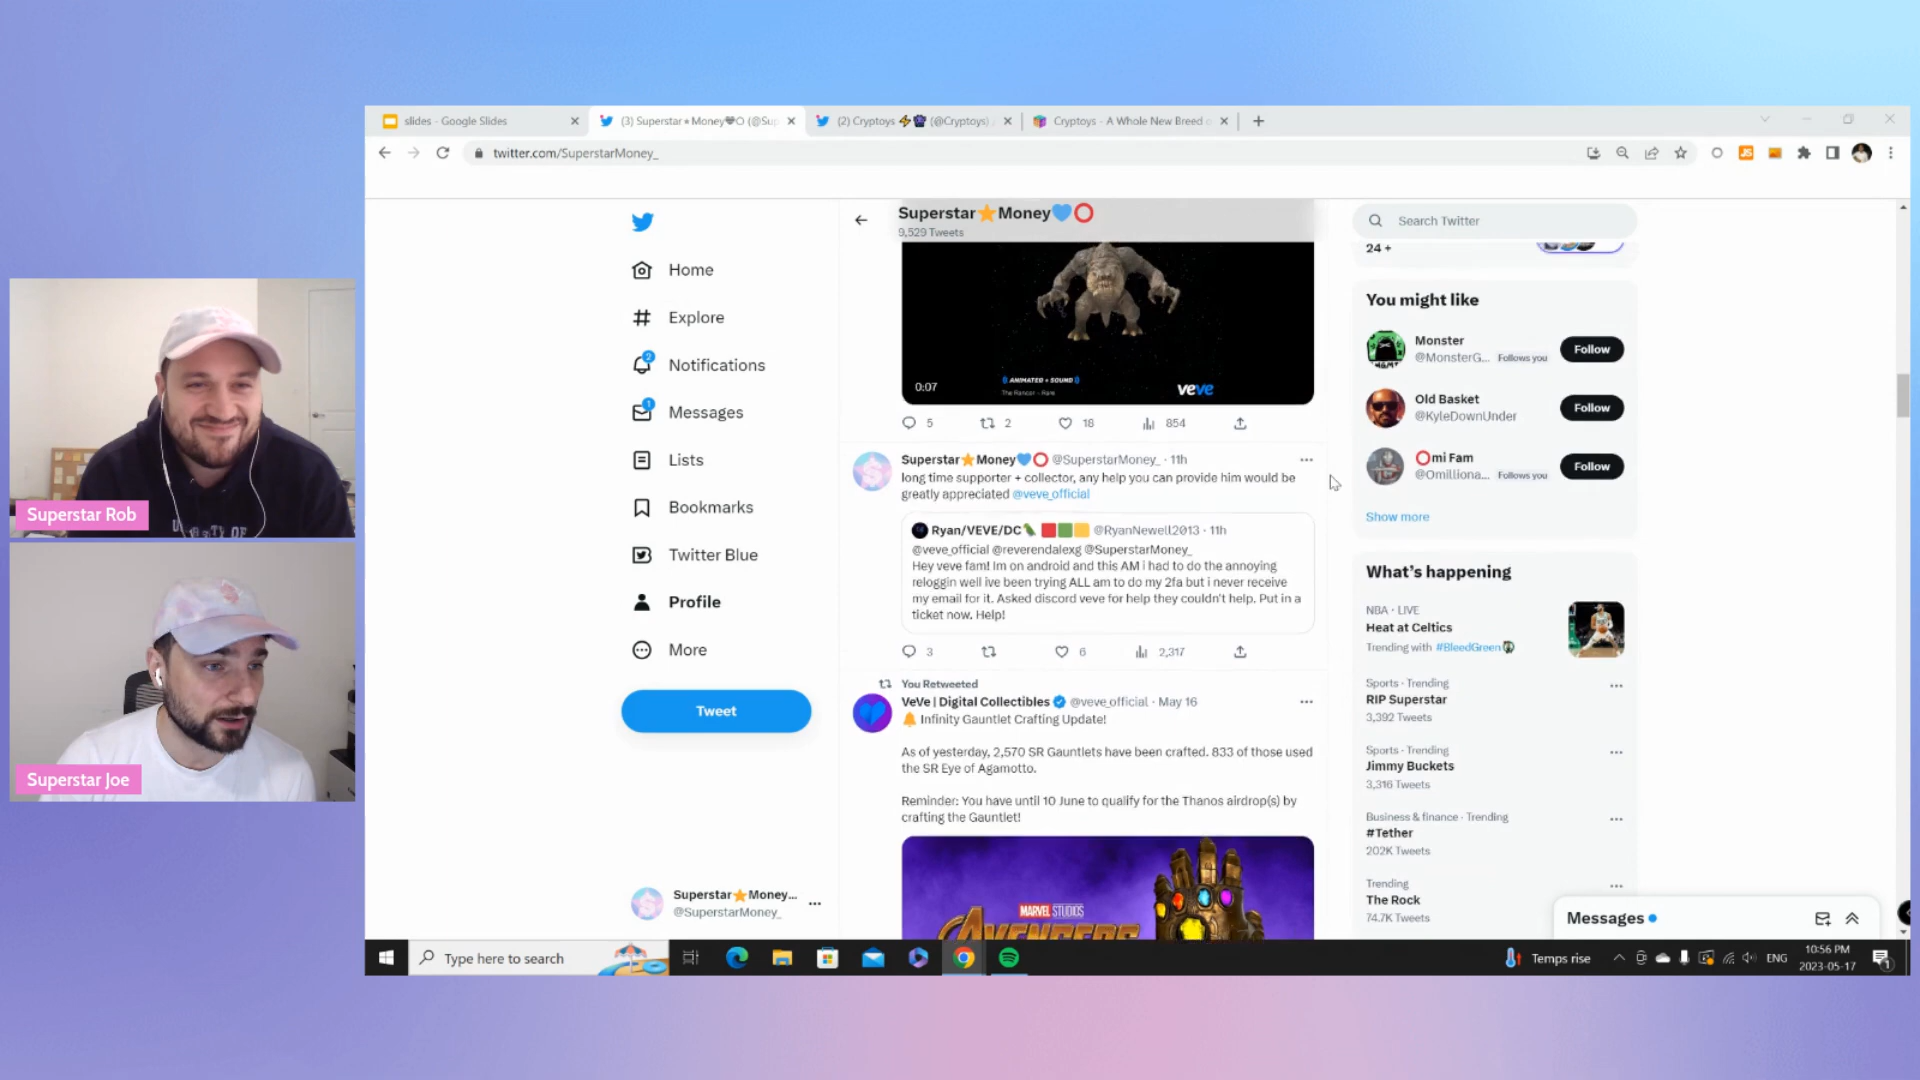 slides - Google Slides
(3) Superstar⭐Money💙⭕ (@Sup
(2) Cryptoys ⚡ (@Cryptoys) /
Cryptoys - A Whole New Breed o
twitter.com/SuperstarMoney_
Superstar⭐Money💙⭕
9,529 Tweets
Search Twitter
24 +
Home
Explore
2
Notifications
1
Messages
Lists
Bookmarks
Twitter Blue
Profile
More
Tweet
Superstar⭐Money...
@SuperstarMoney_
0:07
ANIMATED + SOUND
The Rancor - Rare
veve
5
2
18
854
Superstar⭐Money💙⭕ @SuperstarMoney_ · 11h
long time supporter + collector, any help you can provide him would be
greatly appreciated @veve_official
Ryan/VEVE/DC🦜 🟥🟩🟨 @RyanNewell2013 · 11h
@veve_official @reverendalexg @SuperstarMoney_
Hey veve fam! Im on android and this AM i had to do the annoying
reloggin well ive been trying ALL am to do my 2fa but i never receive
my email for it. Asked discord veve for help they couldn't help. Put in a
ticket now. Help!
3
6
2,317
You Retweeted
VeVe | Digital Collectibles @veve_official · May 16
🔔 Infinity Gauntlet Crafting Update!
As of yesterday, 2,570 SR Gauntlets have been crafted. 833 of those used
the SR Eye of Agamotto.
Reminder: You have until 10 June to qualify for the Thanos airdrop(s) by
crafting the Gauntlet!
MARVEL STUDIOS
AVENGERS
You might like
Monster
@MonsterG... Follows you
Follow
Old Basket
@KyleDownUnder
Follow
⭕mi Fam
@Omilliona... Follows you
Follow
Show more
What's happening
NBA · LIVE
Heat at Celtics
Trending with #BleedGreen
Sports · Trending
RIP Superstar
3,392 Tweets
Sports · Trending
Jimmy Buckets
3,316 Tweets
Business & finance · Trending
#Tether
202K Tweets
Trending
The Rock
74.7K Tweets
Messages
Superstar Rob
Superstar Joe
Type here to search
Temps rise
ENG
10:56 PM
2023-05-17
1